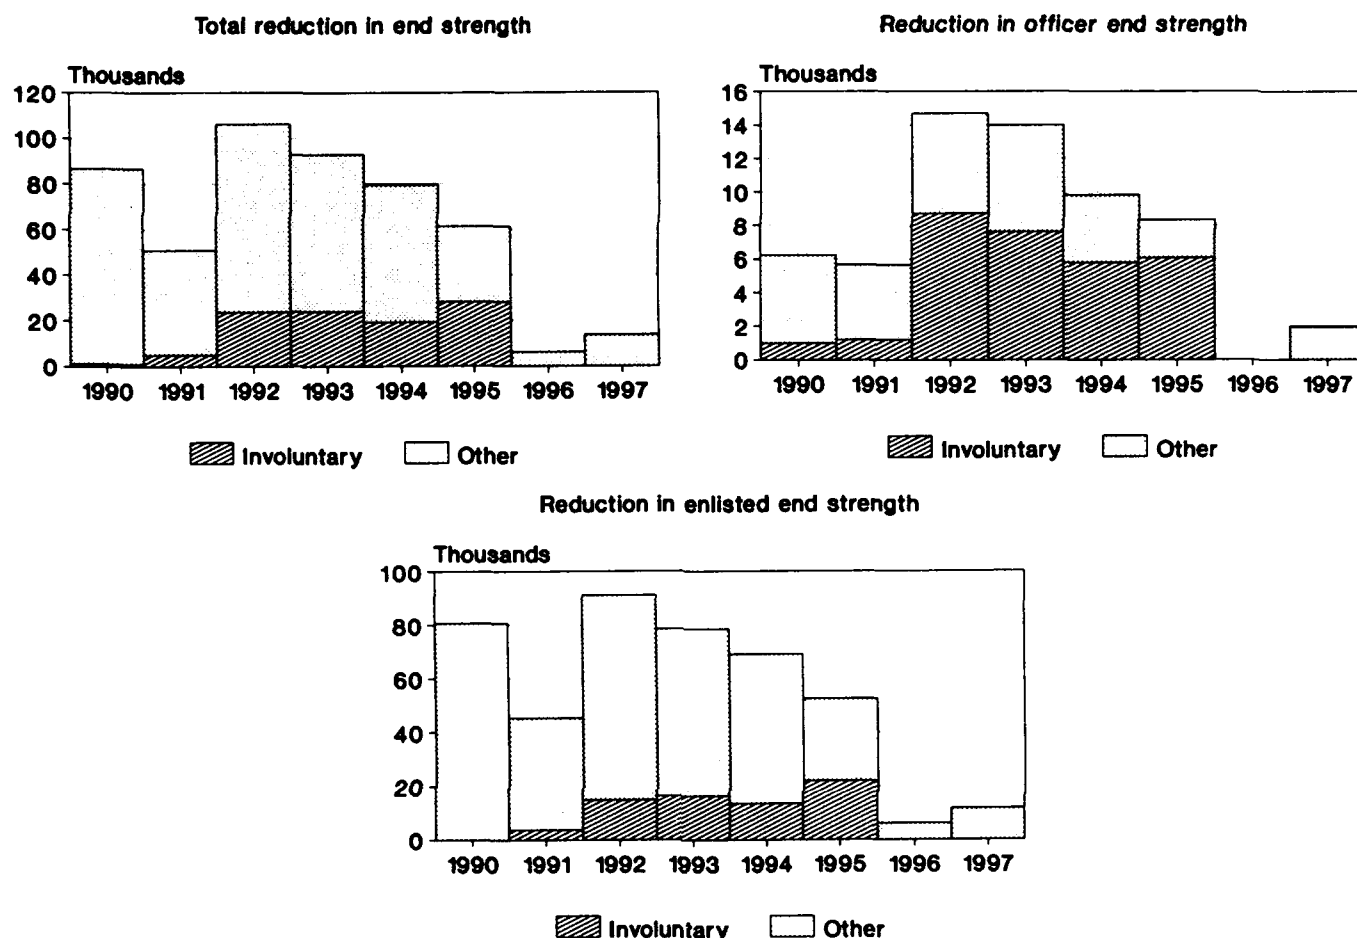 Total reduction in end strength
Thousands
120
100
80
60
40
20
0
1990 1991 1992 1993 1994 1995 1996 1997
Involuntary Other
Reduction in officer end strength
Thousands
16
14
12
10
8
6
4
2
0
1990 1991 1992 1993 1994 1995 1996 1997
Involuntary Other
Reduction in enlisted end strength
Thousands
100
80
60
40
20
0
1990 1991 1992 1993 1994 1995 1996 1997
Involuntary Other